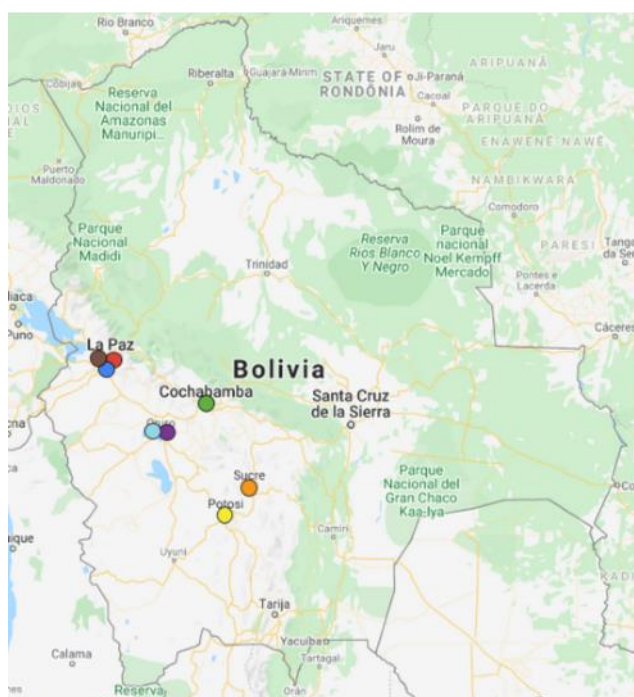 Rio Branco
Ariquemes
Jaru
ARIPUANÃ
Cobija
Riberalta
Guajará-Mirim
STATE OF
RONDÔNIA
Ji-Paraná
Cacoal
Reserva
Nacional del
Amazonas
Manuripi...
PARQUE DO
ARIPUANÃ
Rolim de
Moura
ENAWENÊ-NAWÊ
Puerto
Maldonado
NAMBIKWARA
Comodoro
Parque
Nacional
Madidi
Parque
nacional
Noel Kempff
Mercado
PARESÍ
Reserva
Rios Blanco
Y Negro
Trinidad
Pontes e
Lacerda
Puno
Cáceres
La Paz
Bolivia
Cochabamba
Santa Cruz
de la Sierra
Sucre
Parque
Nacional del
Gran Chaco
Kaa-Iya
Potosí
Camiri
Uyuni
Tarija
Yacuiba
Tartagal
Calama
Orán
Reserva